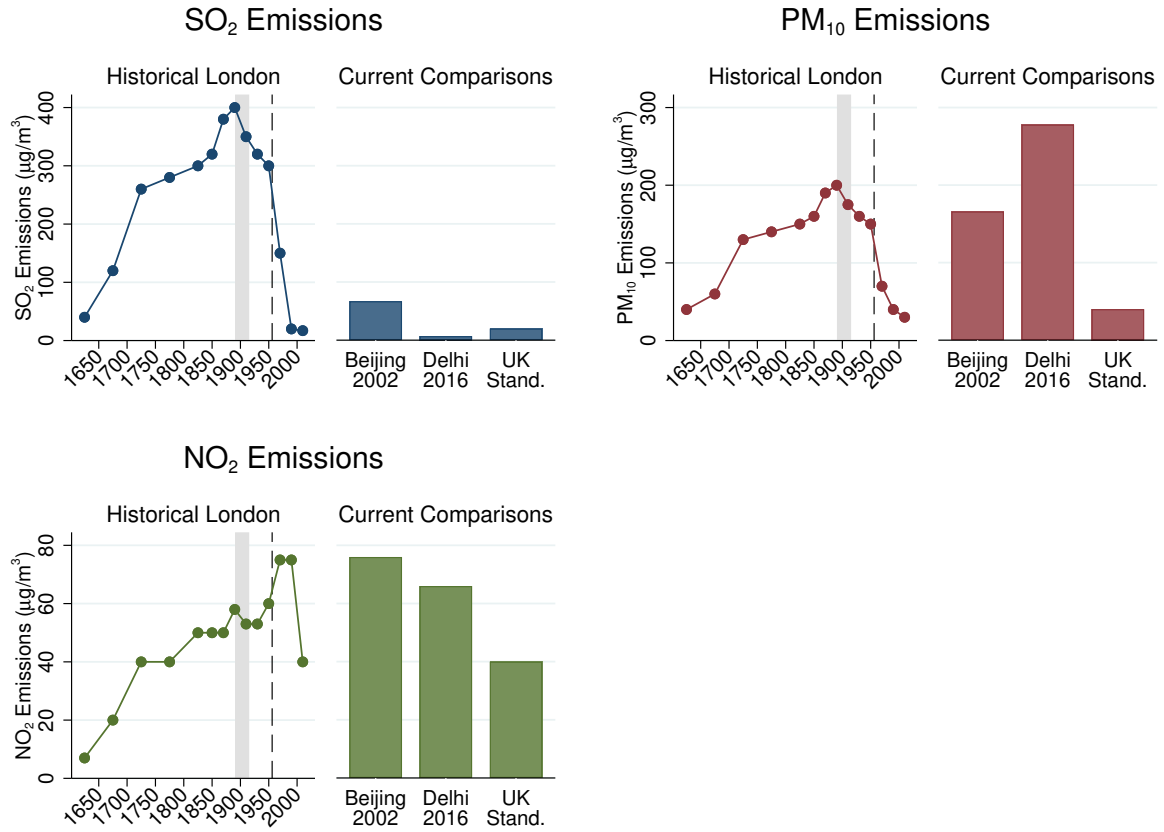 SO₂ Emissions
Historical London
Current Comparisons
SO₂ Emissions (μg/m³)
0
100
200
300
400
1650
1700
1750
1800
1850
1900
1950
2000
Beijing
2002
Delhi
2016
UK
Stand.
PM₁₀ Emissions
Historical London
Current Comparisons
PM₁₀ Emissions (μg/m³)
0
100
200
300
1650
1700
1750
1800
1850
1900
1950
2000
Beijing
2002
Delhi
2016
UK
Stand.
NO₂ Emissions
Historical London
Current Comparisons
NO₂ Emissions (μg/m³)
0
20
40
60
80
1650
1700
1750
1800
1850
1900
1950
2000
Beijing
2002
Delhi
2016
UK
Stand.